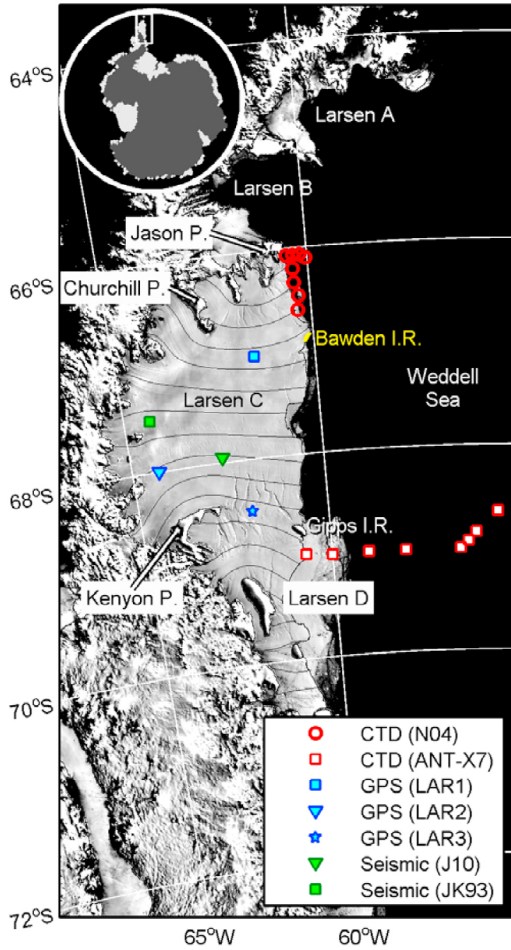 64°S
Larsen A
Larsen B
Jason P.
66°S
Churchill P.
Bawden I.R.
Weddell
Sea
Larsen C
68°S
Gipps I.R.
Kenyon P.
Larsen D
70°S
CTD (N04)
CTD (ANT-X7)
GPS (LAR1)
GPS (LAR2)
GPS (LAR3)
Seismic (J10)
Seismic (JK93)
72°S
65°W
60°W